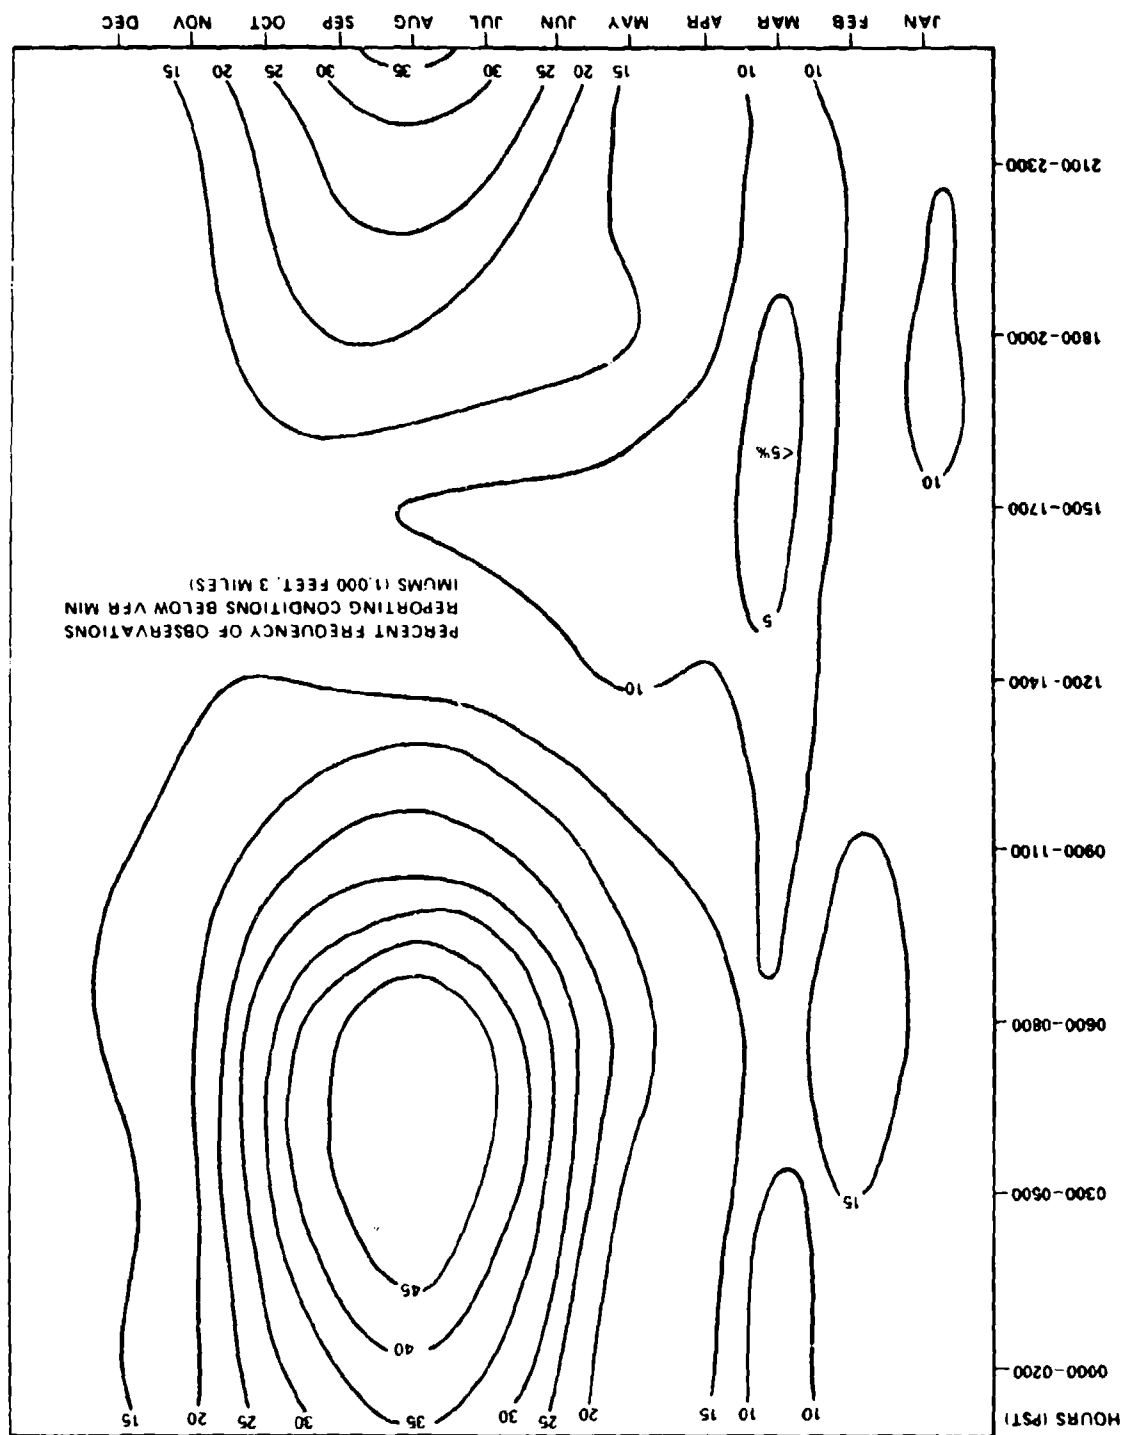 HOURS (PST)
10 10 15 20 25 30 35 30 25 20 15
0000-0200
40
45
0300-0500
15
0600-0800
0900-1100
1200-1400
10
5
PERCENT FREQUENCY OF OBSERVATIONS
REPORTING CONDITIONS BELOW VFR MIN
IMUMS (1,000 FEET, 3 MILES)
1500-1700
10
<5%
1800-2000
2100-2300
10 10 15 20 25 30 35 30 25 20 15
JAN FEB MAR APR MAY JUN JUL AUG SEP OCT NOV DEC